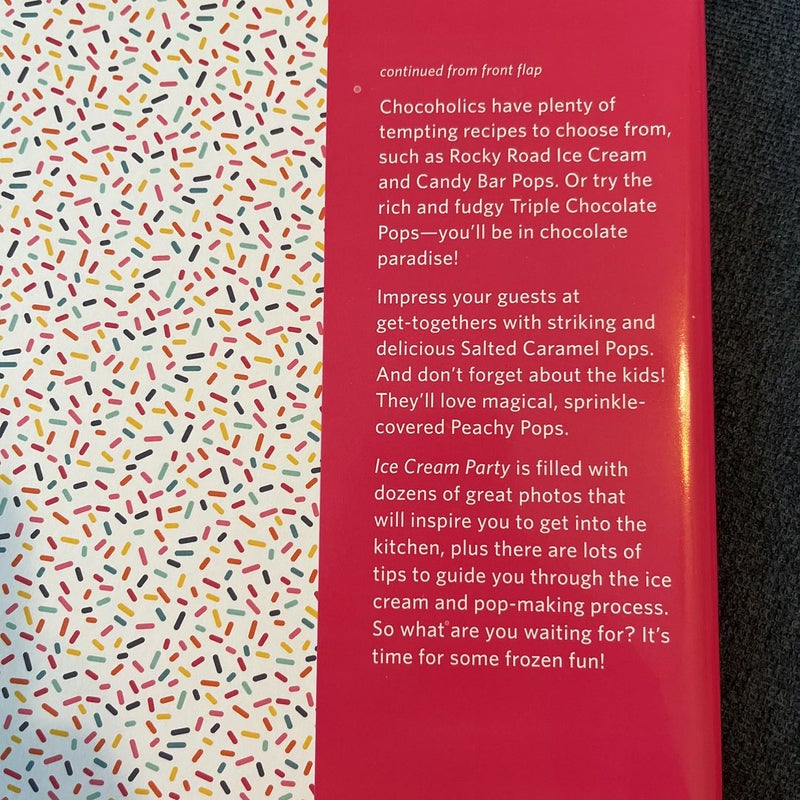 continued from front flap
Chocoholics have plenty of
tempting recipes to choose from,
such as Rocky Road Ice Cream
and Candy Bar Pops. Or try the
rich and fudgy Triple Chocolate
Pops—you'll be in chocolate
paradise!
Impress your guests at
get-togethers with striking and
delicious Salted Caramel Pops.
And don't forget about the kids!
They'll love magical, sprinkle-
covered Peachy Pops.
Ice Cream Party is filled with
dozens of great photos that
will inspire you to get into the
kitchen, plus there are lots of
tips to guide you through the ice
cream and pop-making process.
So what are you waiting for? It's
time for some frozen fun!